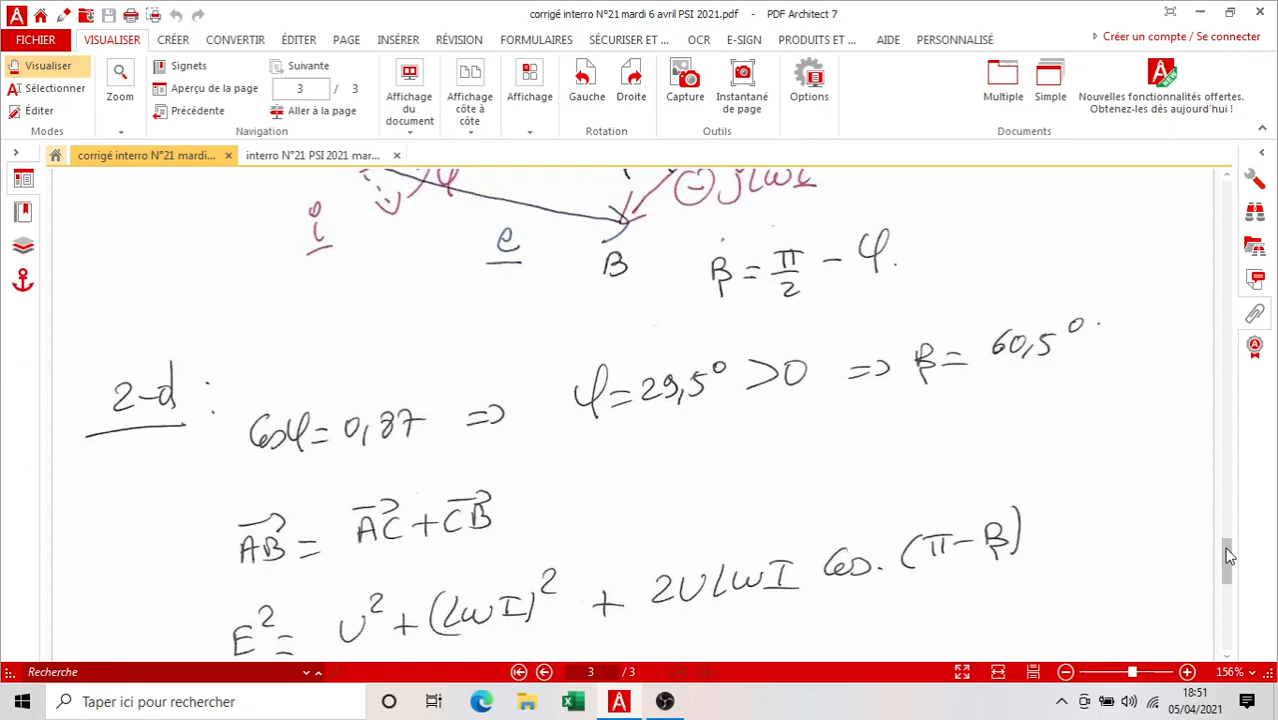 corrigé interro N°21 mardi 6 avril PSI 2021.pdf - PDF Architect 7
FICHIER VISUALISER CRÉER CONVERTIR ÉDITER PAGE INSÉRER RÉVISION FORMULAIRES SÉCURISER ET ... OCR E-SIGN PRODUITS ET ... AIDE PERSONNALISÉ Créer un compte / Se connecter
Visualiser
Sélectionner
Éditer
Modes
Zoom
Signets
Aperçu de la page
Précédente
Suivante
3 / 3
Aller à la page
Navigation
Affichage du document
Affichage côte à côte
Affichage
Gauche Droite
Rotation
Capture
Instantané de page
Outils
Options
Multiple Simple
Documents
Nouvelles fonctionnalités offertes.
Obtenez-les dès aujourd'hui !
corrigé interro N°21 mardi... interro N°21 PSI 2021 mar...
φ
⊖ jLωI
i
e
B
β = π/2 - φ.
2-d :
cosφ = 0,87 => φ = 29,5° >0 => β = 60,5°.
AB = AC + CB
E² = U² + (LωI)² + 2ULωI cos. (π-β)
Recherche 3 / 3 156%
Taper ici pour rechercher
18:51
05/04/2021